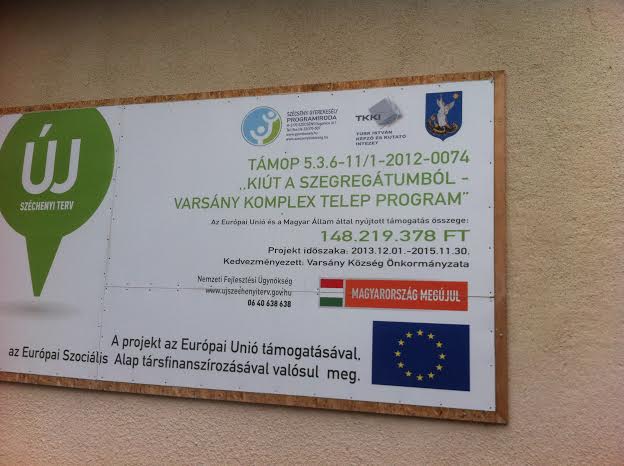 ÚJ
SZÉCHENYI TERV
SZÉCSÉNYI GYEREKESÉLY
PROGRAMIRODA
TKKI
TÜRR ISTVÁN
KÉPZŐ ÉS KUTATÓ
INTÉZET
TÁMOP 5.3.6-11/1-2012-0074
„KIÚT A SZEGREGÁTUMBÓL -
VARSÁNY KOMPLEX TELEP PROGRAM”
Az Európai Unió és a Magyar Állam által nyújtott támogatás összege:
148.219.378 FT
Projekt időszaka: 2013.12.01.-2015.11.30.
Kedvezményezett: Varsány Község Önkormányzata
Nemzeti Fejlesztési Ügynökség
www.ujszechenyiterv.gov.hu
06 40 638 638
MAGYARORSZÁG MEGÚJUL
A projekt az Európai Unió támogatásával,
az Európai Szociális Alap társfinanszírozásával valósul meg.